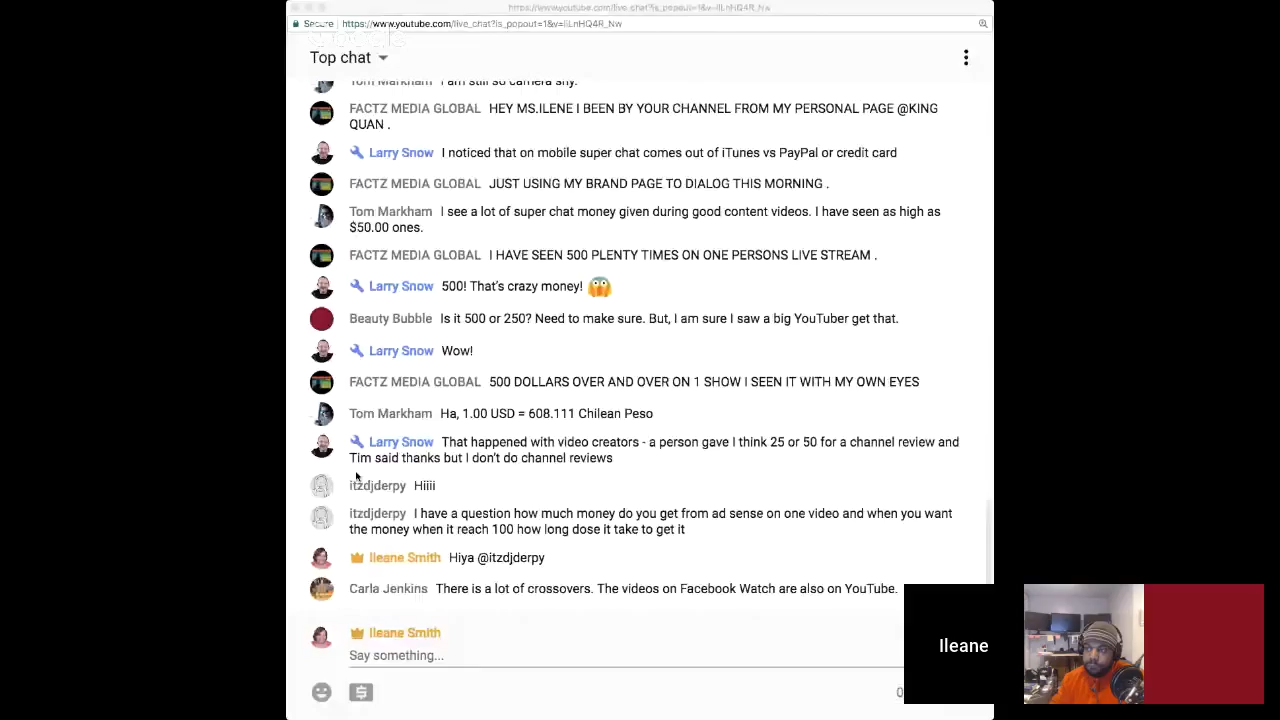 https://www.youtube.com/live_chat?is_popout=1&v=IiLnHQ4R_Nw
Secure https://www.youtube.com/live_chat?is_popout=1&v=IiLnHQ4R_Nw
Top chat
Tom Markham I am still so camera shy.
FACTZ MEDIA GLOBAL HEY MS.ILENE I BEEN BY YOUR CHANNEL FROM MY PERSONAL PAGE @KING
QUAN .
Larry Snow I noticed that on mobile super chat comes out of iTunes vs PayPal or credit card
FACTZ MEDIA GLOBAL JUST USING MY BRAND PAGE TO DIALOG THIS MORNING .
Tom Markham I see a lot of super chat money given during good content videos. I have seen as high as
$50.00 ones.
FACTZ MEDIA GLOBAL I HAVE SEEN 500 PLENTY TIMES ON ONE PERSONS LIVE STREAM .
Larry Snow 500! That's crazy money!
Beauty Bubble Is it 500 or 250? Need to make sure. But, I am sure I saw a big YouTuber get that.
Larry Snow Wow!
FACTZ MEDIA GLOBAL 500 DOLLARS OVER AND OVER ON 1 SHOW I SEEN IT WITH MY OWN EYES
Tom Markham Ha, 1.00 USD = 608.111 Chilean Peso
Larry Snow That happened with video creators - a person gave I think 25 or 50 for a channel review and
Tim said thanks but I don't do channel reviews
itzdjderpy Hiiii
itzdjderpy I have a question how much money do you get from ad sense on one video and when you want
the money when it reach 100 how long dose it take to get it
Ileane Smith Hiya @itzdjderpy
Carla Jenkins There is a lot of crossovers. The videos on Facebook Watch are also on YouTube.
Ileane Smith
Say something...
0
Ileane